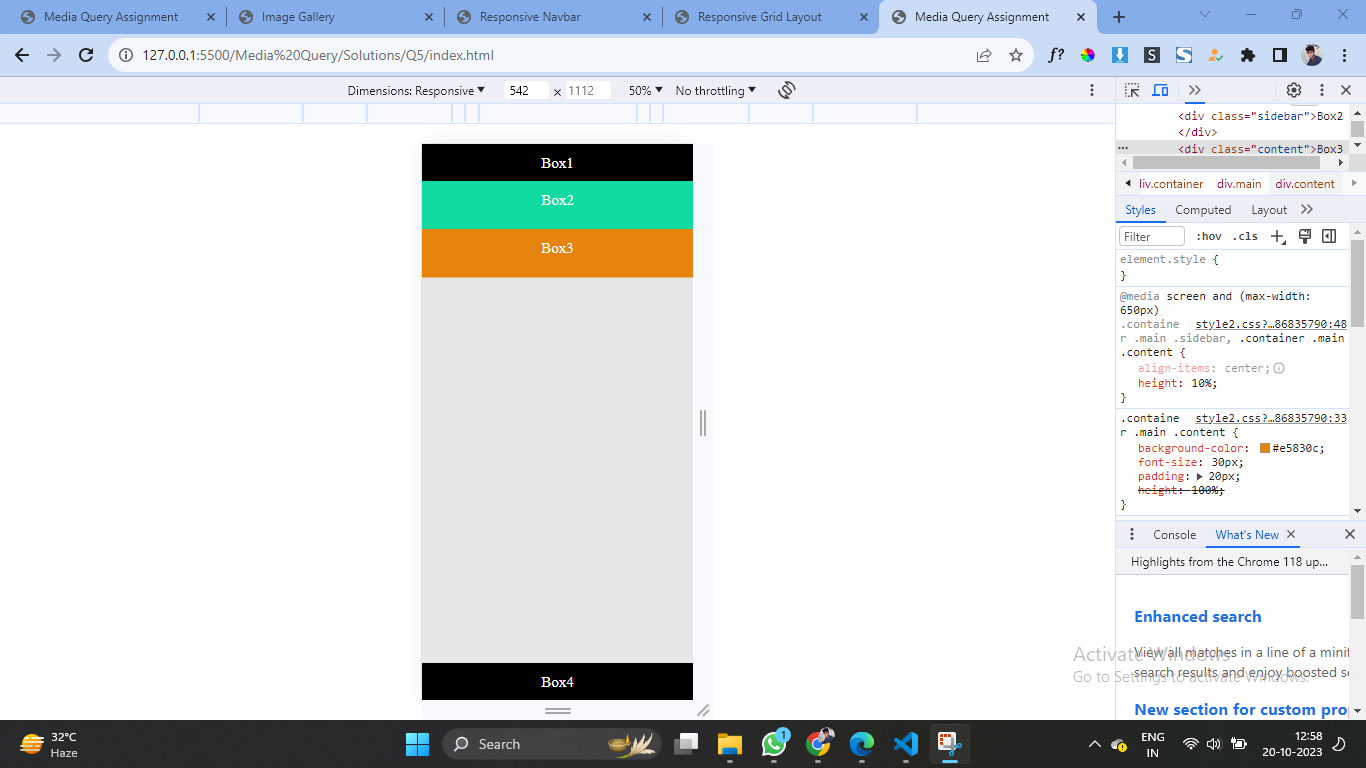 Media Query Assignment
Image Gallery
Responsive Navbar
Responsive Grid Layout
Media Query Assignment
127.0.0.1:5500/Media%20Query/Solutions/Q5/index.html
f?
S
S
Dimensions: Responsive 542 x 1112 50% No throttling
Box1
Box2
Box3
Box4
<div class="sidebar">Box2
</div>
<div class="content">Box3
liv.container div.main div.content
Styles Computed Layout
Filter :hov .cls
element.style {
}
@media screen and (max-width:
650px)
.containe style2.css?…86835790:48
r .main .sidebar, .container .main
.content {
align-items: center;
height: 10%;
}
.containe style2.css?…86835790:33
r .main .content {
background-color: #e5830c;
font-size: 30px;
padding: 20px;
height: 100%;
}
Console What's New
Highlights from the Chrome 118 up...
Enhanced search
View all matches in a line of a minif
search results and enjoy boosted se
New section for custom pro
Activate Windows
Go to Settings to activate Windows.
32°C
Haze
Search
1
ENG
IN
12:58
20-10-2023